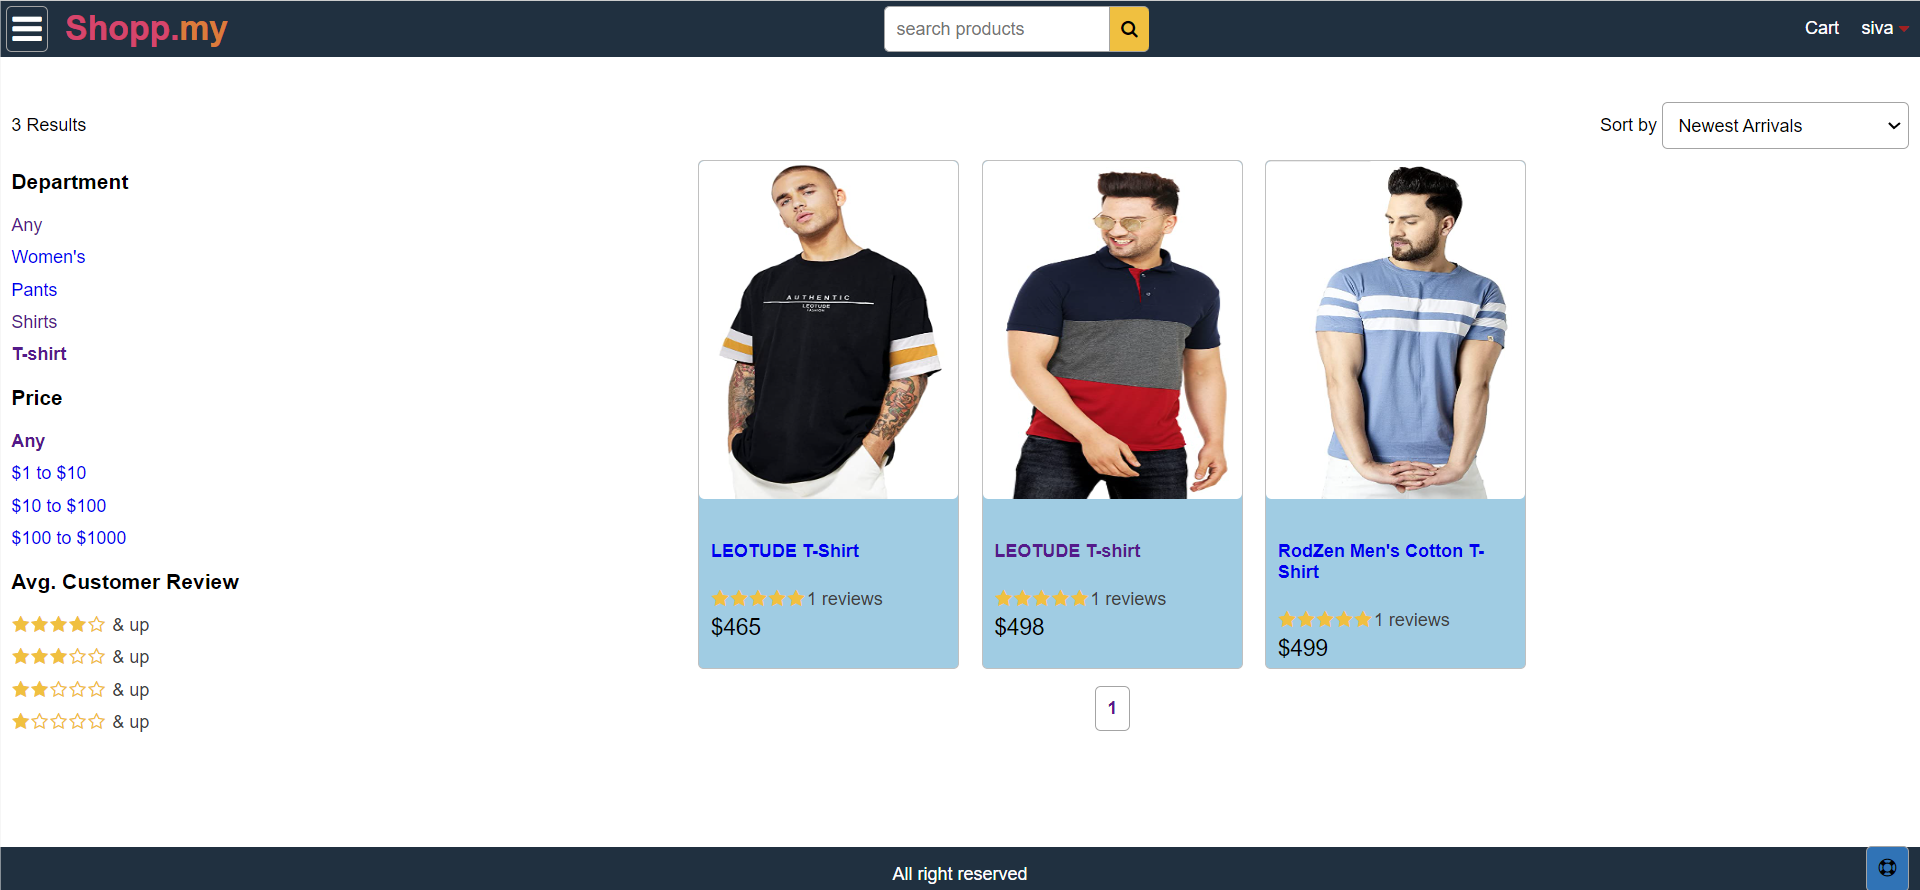 Shopp.my
search products
Cart
siva
3 Results
Sort by
Newest Arrivals
Department
Any
Women's
Pants
Shirts
T-shirt
Price
Any
$1 to $10
$10 to $100
$100 to $1000
Avg. Customer Review
& up
& up
& up
& up
AUTHENTIC
LEOTUDE
FASHION
LEOTUDE T-Shirt
1 reviews
$465
LEOTUDE T-shirt
1 reviews
$498
RodZen Men's Cotton T-
Shirt
1 reviews
$499
1
All right reserved